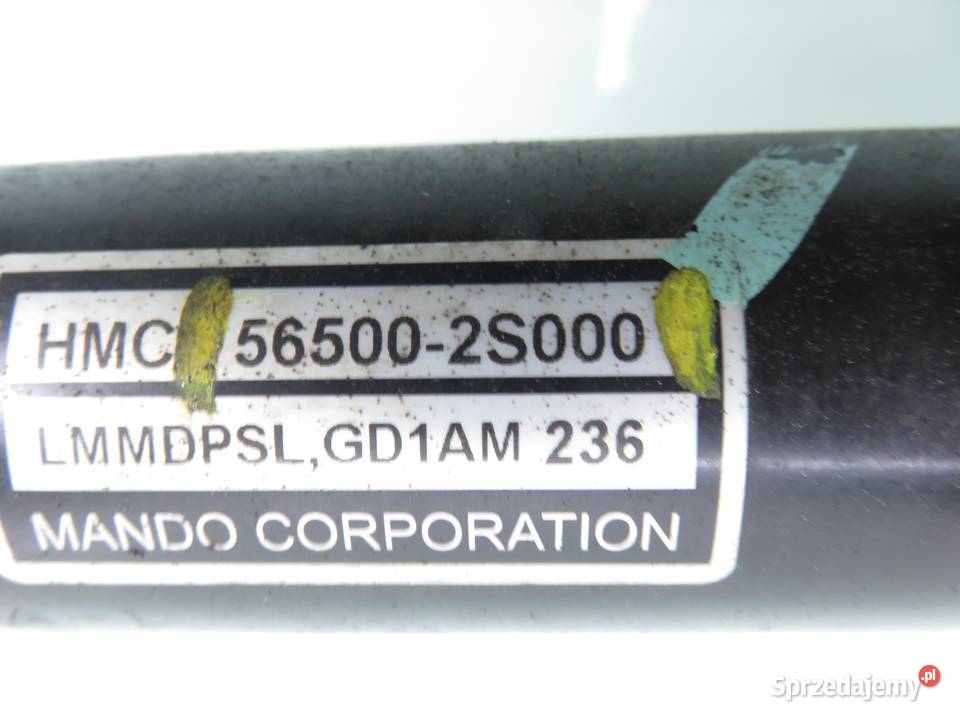 HMC 56500-2S000
LMMDPSL,GD1AM 236
MANDO CORPORATION
Sprzedajemy.pl